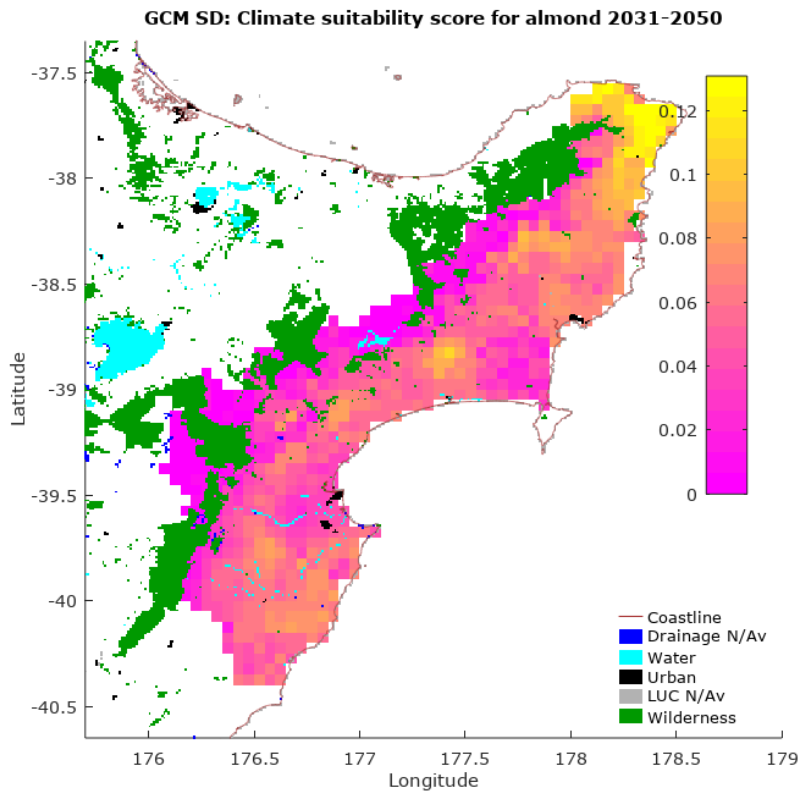 GCM SD: Climate suitability score for almond 2031-2050
-37.5
-38
-38.5
-39
-39.5
-40
-40.5
Latitude
176
176.5
177
177.5
178
178.5
179
Longitude
0.12
0.1
0.08
0.06
0.04
0.02
0
Coastline
Drainage N/Av
Water
Urban
LUC N/Av
Wilderness